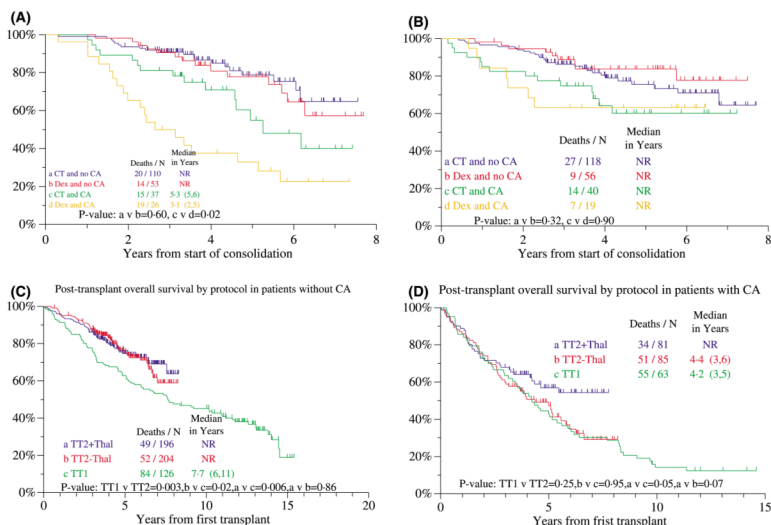 (A)
100%
80%
60%
40%
20%
0%
Deaths / N
Median in Years
a CT and no CA 20 / 110 NR
b Dex and no CA 14 / 53 NR
c CT and CA 15 / 37 5·3 (5,6)
d Dex and CA 19 / 26 3·1 (2,5)
P-value: a v b=0·60, c v d=0·02
0 2 4 6 8
Years from start of consolidation
(B)
100%
80%
60%
40%
20%
0%
Deaths / N
Median in Years
a CT and no CA 27 / 118 NR
b Dex and no CA 9 / 56 NR
c CT and CA 14 / 40 NR
d Dex and CA 7 / 19 NR
P-value: a v b=0·32, c v d=0·90
0 2 4 6 8
Years from start of consolidation
(C)
Post-transplant overall survival by protocol in patients without CA
100%
80%
60%
40%
20%
0%
Deaths / N
Median in Years
a TT2+Thal 49 / 196 NR
b TT2-Thal 52 / 204 NR
c TT1 84 / 126 7·7 (6,11)
P-value: TT1 v TT2=0·003,b v c=0·02,a v c=0·006,a v b=0·86
0 5 10 15 20
Years from first transplant
(D)
Post-transplant overall survival by protocol in patients with CA
100%
80%
60%
40%
20%
0%
Deaths / N
Median in Years
a TT2+Thal 34 / 81 NR
b TT2-Thal 51 / 85 4·4 (3,6)
c TT1 55 / 63 4·2 (3,5)
P-value: TT1 v TT2=0·25,b v c=0·95,a v c=0·05,a v b=0·07
0 5 10 15
Years from first transplant